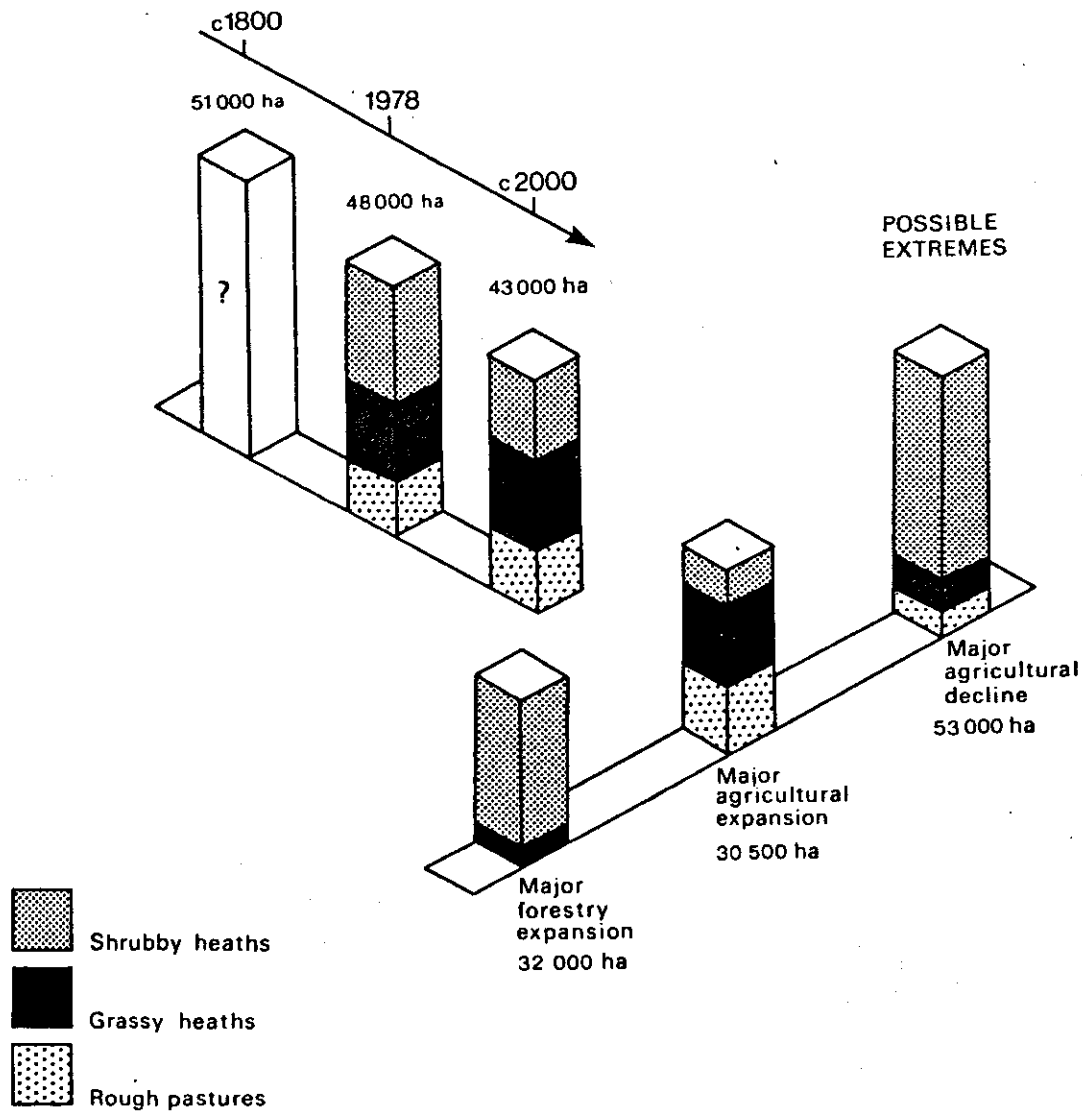 c1800
51 000 ha
1978
48 000 ha
c2000
43 000 ha
?
POSSIBLE
EXTREMES
Major
agricultural
decline
53 000 ha
Major
agricultural
expansion
30 500 ha
Major
forestry
expansion
32 000 ha
Shrubby heaths
Grassy heaths
Rough pastures